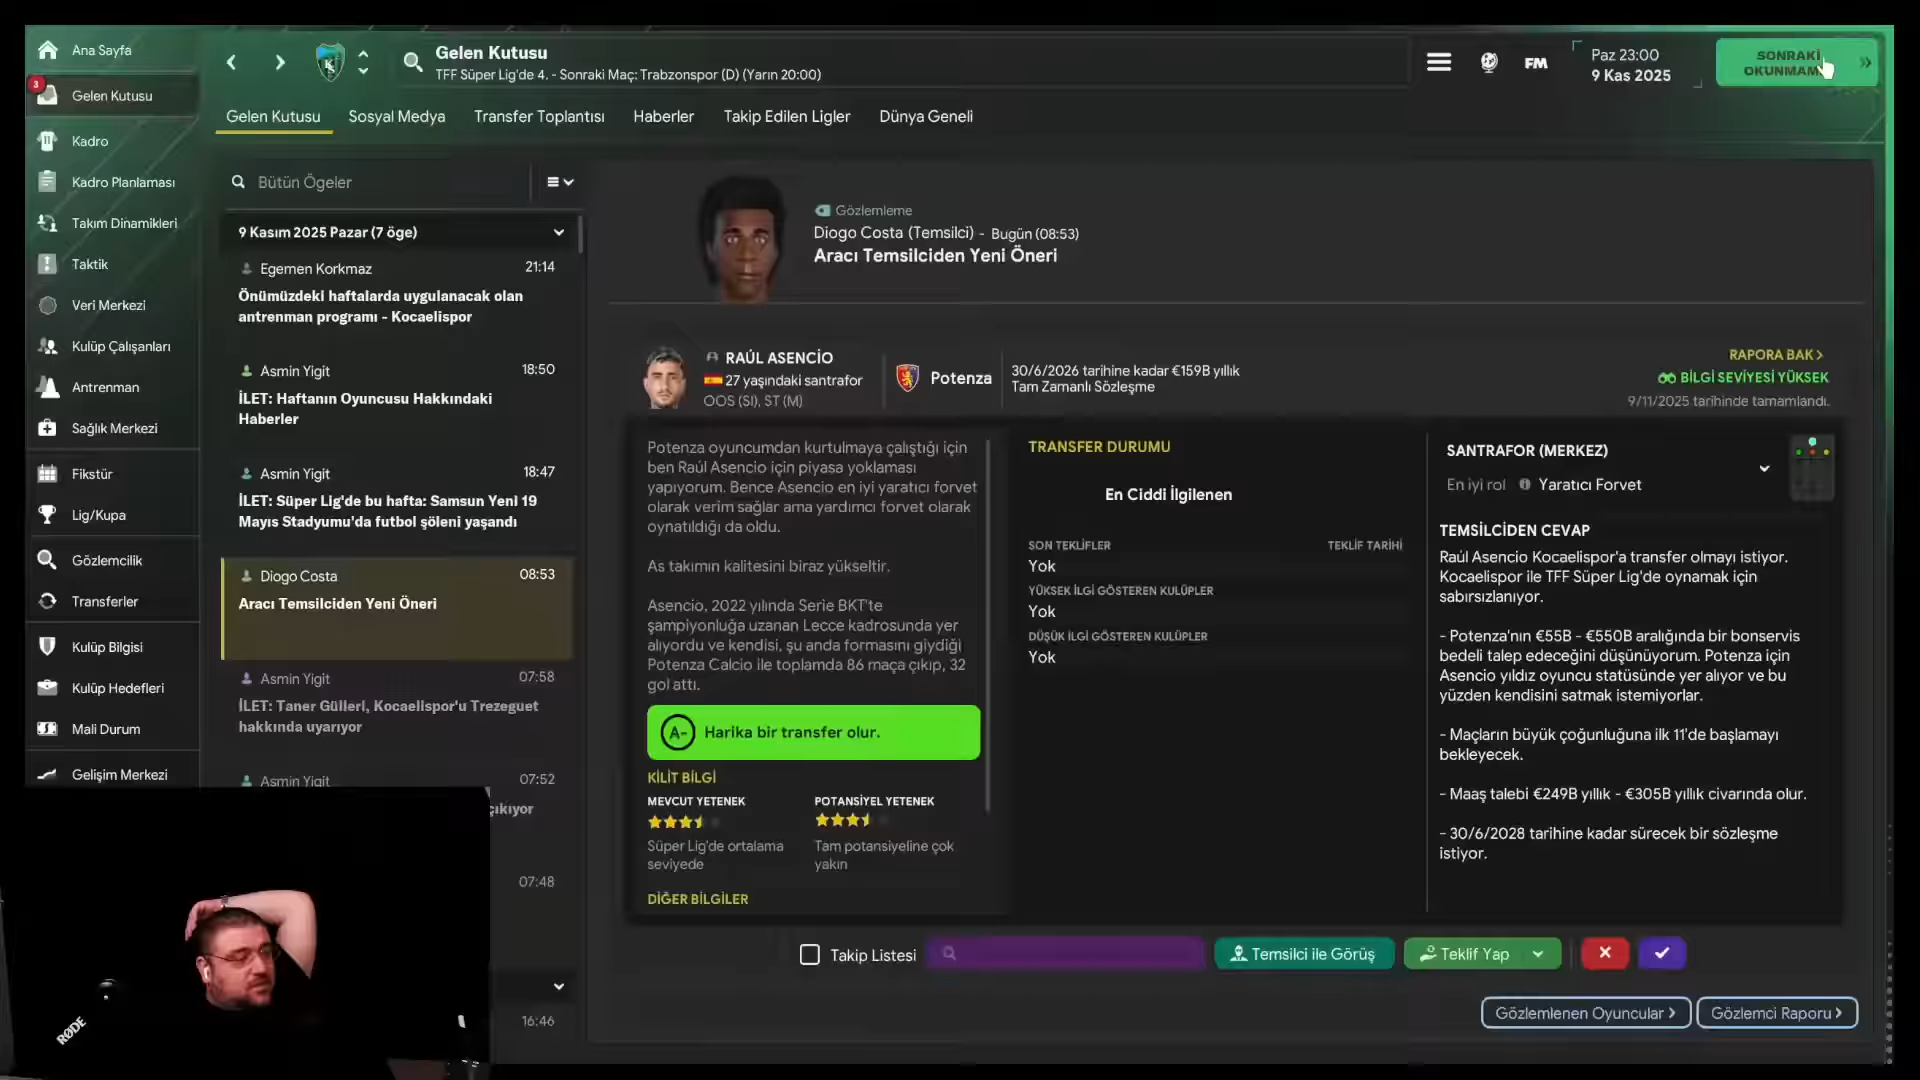 Ana Sayfa
3
Gelen Kutusu
Kadro
Kadro Planlaması
Takım Dinamikleri
Taktik
Veri Merkezi
Kulüp Çalışanları
Antrenman
Sağlık Merkezi
Fikstür
Lig/Kupa
Gözlemcilik
Transferler
Kulüp Bilgisi
Kulüp Hedefleri
Mali Durum
Gelişim Merkezi
Gelen Kutusu
TFF Süper Lig'de 4. - Sonraki Maç: Trabzonspor (D) (Yarın 20:00)
FM
Paz 23:00
9 Kas 2025
SONRAKİ
Gelen Kutusu
Sosyal Medya
Transfer Toplantısı
Haberler
Takip Edilen Ligler
Dünya Geneli
Bütün Ögeler
9 Kasım 2025 Pazar (7 öge)
Egemen Korkmaz 21:14
Önümüzdeki haftalarda uygulanacak olan
antrenman programı - Kocaelispor
Asmin Yigit 18:50
İLET: Haftanın Oyuncusu Hakkındaki
Haberler
Asmin Yigit 18:47
İLET: Süper Lig'de bu hafta: Samsun Yeni 19
Mayıs Stadyumu'da futbol şöleni yaşandı
Diogo Costa 08:53
Aracı Temsilciden Yeni Öneri
Asmin Yigit 07:58
İLET: Taner Gülleri, Kocaelispor'u Trezeguet
hakkında uyarıyor
Asmin Yigit 07:52
çıkıyor
07:48
16:46
Gözlemleme
Diogo Costa (Temsilci) - Bugün (08:53)
Aracı Temsilciden Yeni Öneri
RAÚL ASENCİO
27 yaşındaki santrafor
OOS (SI), ST (M)
Potenza
30/6/2026 tarihine kadar €159B yıllık
Tam Zamanlı Sözleşme
RAPORA BAK
BİLGİ SEVİYESİ YÜKSEK
9/11/2025 tarihinde tamamlandı.
Potenza oyuncumdan kurtulmaya çalıştığı için
ben Raúl Asencio için piyasa yoklaması
yapıyorum. Bence Asencio en iyi yaratıcı forvet
olarak verim sağlar ama yardımcı forvet olarak
oynatıldığı da oldu.
As takımın kalitesini biraz yükseltir.
Asencio, 2022 yılında Serie BKT'te
şampiyonluğa uzanan Lecce kadrosunda yer
alıyordu ve kendisi, şu anda formasını giydiği
Potenza Calcio ile toplamda 86 maça çıkıp, 32
gol attı.
A- Harika bir transfer olur.
KİLİT BİLGİ
MEVCUT YETENEK
Süper Lig'de ortalama
seviyede
POTANSİYEL YETENEK
Tam potansiyeline çok
yakın
DİĞER BİLGİLER
TRANSFER DURUMU
En Ciddi İlgilenen
SON TEKLİFLER TEKLİF TARİHİ
Yok
YÜKSEK İLGİ GÖSTEREN KULÜPLER
Yok
DÜŞÜK İLGİ GÖSTEREN KULÜPLER
Yok
SANTRAFOR (MERKEZ)
En iyi rol Yaratıcı Forvet
TEMSİLCİDEN CEVAP
Raúl Asencio Kocaelispor'a transfer olmayı istiyor.
Kocaelispor ile TFF Süper Lig'de oynamak için
sabırsızlanıyor.
- Potenza'nın €55B - €550B aralığında bir bonservis
bedeli talep edeceğini düşünüyorum. Potenza için
Asencio yıldız oyuncu statüsünde yer alıyor ve bu
yüzden kendisini satmak istemiyorlar.
- Maçların büyük çoğunluğuna ilk 11'de başlamayı
bekleyecek.
- Maaş talebi €249B yıllık - €305B yıllık civarında olur.
- 30/6/2028 tarihine kadar sürecek bir sözleşme
istiyor.
Takip Listesi
Temsilci ile Görüş
Teklif Yap
Gözlemlenen Oyuncular
Gözlemci Raporu
RØDE